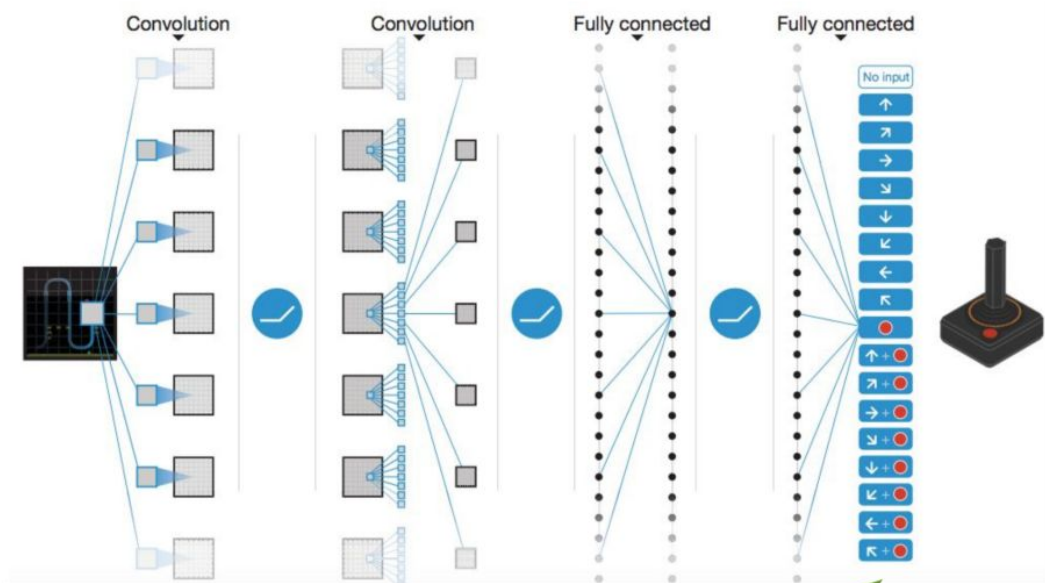 Convolution
Convolution
Fully connected
Fully connected
No input
+
+
+
+
+
+
+
+